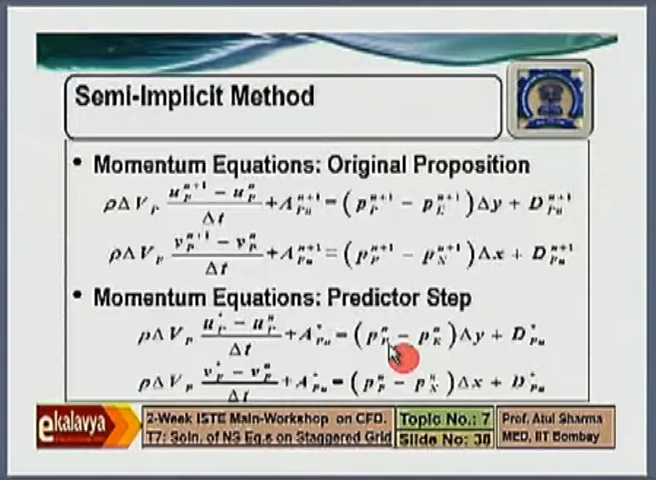 Semi-Implicit Method
• Momentum Equations: Original Proposition
ρΔV_P (u_P^{n+1} − u_P^n)/Δt + A_{Pu}^{n+1} = (p_P^{n+1} − p_E^{n+1})Δy + D_{Pu}^{n+1}
ρΔV_P (v_P^{n+1} − v_P^n)/Δt + A_{Pu}^{n+1} = (p_P^{n+1} − p_N^{n+1})Δx + D_{Pu}^{n+1}
• Momentum Equations: Predictor Step
ρΔV_P (u_P^* − u_P^n)/Δt + A_{Pu}^* = (p_P^n − p_E^n)Δy + D_{Pu}^*
ρΔV_P (v_P^* − v_P^n)/Δt + A_{Pu}^* = (p_P^n − p_N^n)Δx + D_{Pu}^*
ekalavya
2-Week ISTE Main-Workshop on CFD.
T7: Soln. of NS Eq.s on Staggered Grid
Topic No.: 7
Slide No: 38
Prof. Atul Sharma
MED, IIT Bombay